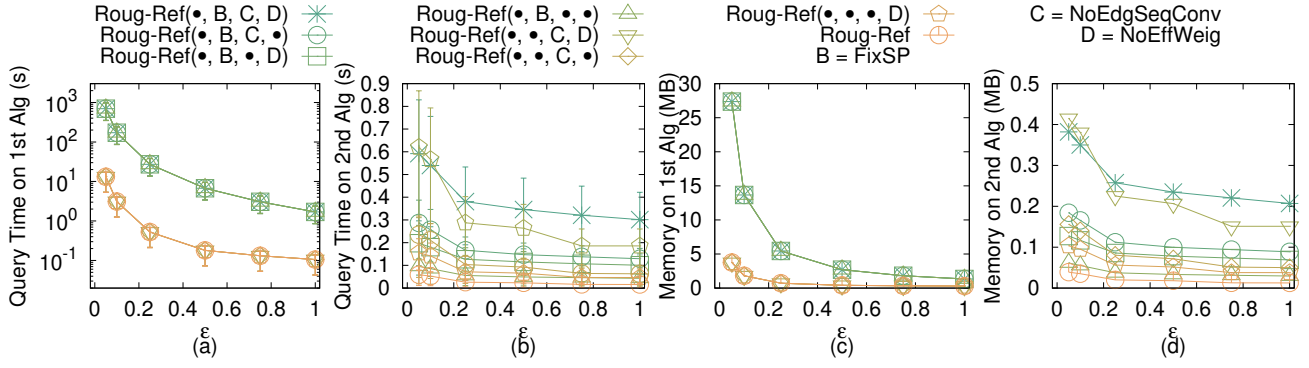 Roug-Ref(•, B, C, D)
Roug-Ref(•, B, C, •)
Roug-Ref(•, B, •, D)
Roug-Ref(•, B, •, •)
Roug-Ref(•, •, C, D)
Roug-Ref(•, •, C, •)
Roug-Ref(•, •, •, D)
Roug-Ref
B = FixSP
C = NoEdgSeqConv
D = NoEffWeig
Query Time on 1st Alg (s)
10³
10²
10¹
10⁰
10⁻¹
0 0.2 0.4 0.6 0.8 1
ε
(a)
Query Time on 2nd Alg (s)
0.9
0.8
0.7
0.6
0.5
0.4
0.3
0.2
0.1
0
0 0.2 0.4 0.6 0.8 1
ε
(b)
Memory on 1st Alg (MB)
30
25
20
15
10
5
0
0 0.2 0.4 0.6 0.8 1
ε
(c)
Memory on 2nd Alg (MB)
0.5
0.4
0.3
0.2
0.1
0
0 0.2 0.4 0.6 0.8 1
ε
(d)